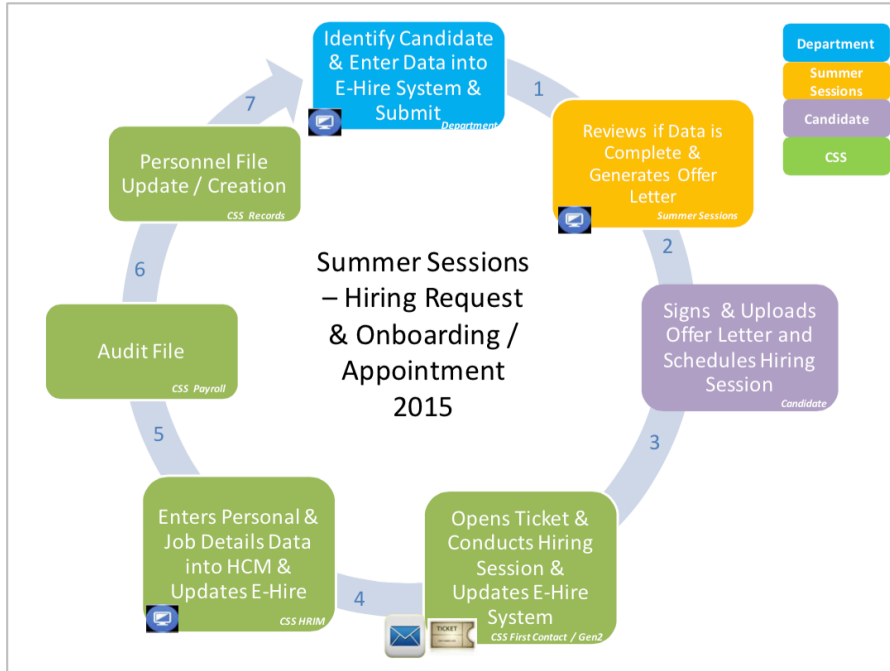 Identify Candidate
& Enter Data into
E-Hire System &
Submit
Department
1
Reviews if Data is
Complete &
Generates Offer
Letter
Summer Sessions
2
Signs & Uploads
Offer Letter and
Schedules Hiring
Session
Candidate
3
Opens Ticket &
Conducts Hiring
Session &
Updates E-Hire
System
CSS First Contact / Gen2
TICKET
4
Enters Personal &
Job Details Data
into HCM &
Updates E-Hire
CSS HRIM
5
Audit File
CSS Payroll
6
Personnel File
Update / Creation
CSS Records
7
Summer Sessions
– Hiring Request
& Onboarding /
Appointment
2015
Department
Summer
Sessions
Candidate
CSS